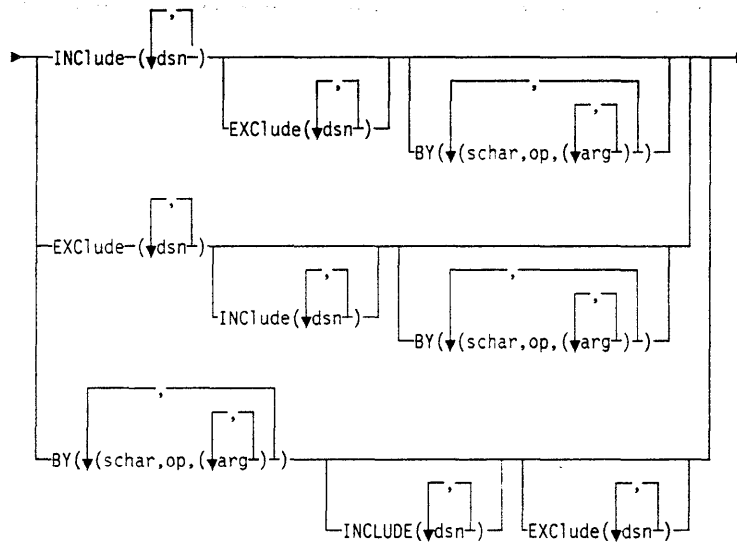 ,
INClude (dsn)
,
EXClude(dsn)
,
,
BY((schar,op,(arg)))
,
EXClude (dsn)
,
INClude(dsn)
,
,
BY((schar,op,(arg)))
,
,
BY((schar,op,(arg)))
,
INCLUDE(dsn)
,
EXClude(dsn)